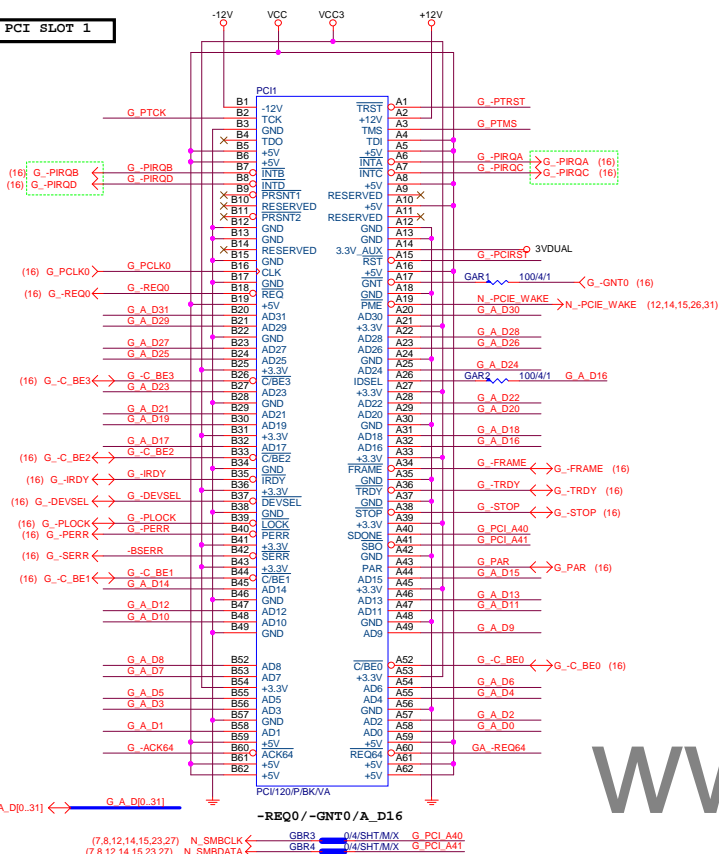 PCI SLOT 1
-12V VCC VCC3 +12V
PCI1
B1 -12V TRST A1 G_-PTRST
G_PTCK B2 TCK +12V A2
B3 GND TMS A3 G_PTMS
B4 TDO TDI A4
B5 +5V +5V A5
B6 +5V INTA A6 G_-PIRQA G_-PIRQA (16)
(16) G_-PIRQB G_-PIRQB B7 INTB INTC A7 G_-PIRQC G_-PIRQC (16)
(16) G_-PIRQD G_-PIRQD B8 INTD +5V A8
B9 PRSNT1 RESERVED A9
B10 RESERVED +5V A10
B11 PRSNT2 RESERVED A11
B12 GND GND A12
B13 GND GND A13
B14 RESERVED 3.3V_AUX A14 3VDUAL
B15 GND RST A15 G_-PCIRST
(16) G_PCLK0 G_PCLK0 B16 CLK +5V A16
B17 GND GNT A17 GAR1 100/4/1 G_-GNT0 (16)
(16) G_-REQ0 G_-REQ0 B18 REQ GND A18
B19 +5V PME A19 N_-PCIE_WAKE N_-PCIE_WAKE (12,14,15,26,31)
G_A_D31 B20 AD31 AD30 A20 G_A_D30
G_A_D29 B21 AD29 +3.3V A21
B22 GND AD28 A22 G_A_D28
G_A_D27 B23 AD27 AD26 A23 G_A_D26
G_A_D25 B24 AD25 GND A24
B25 +3.3V AD24 A25 G_A_D24
(16) G_-C_BE3 G_-C_BE3 B26 C/BE3 IDSEL A26 GAR2 100/4/1 G_A_D16
G_A_D23 B27 AD23 +3.3V A27
B28 GND AD22 A28 G_A_D22
G_A_D21 B29 AD21 AD20 A29 G_A_D20
G_A_D19 B30 AD19 GND A30
B31 +3.3V AD18 A31 G_A_D18
G_A_D17 B32 AD17 AD16 A32 G_A_D16
(16) G_-C_BE2 G_-C_BE2 B33 C/BE2 +3.3V A33
B34 GND FRAME A34 G_-FRAME G_-FRAME (16)
(16) G_-IRDY G_-IRDY B35 IRDY GND A35
B36 +3.3V TRDY A36 G_-TRDY G_-TRDY (16)
(16) G_-DEVSEL G_-DEVSEL B37 DEVSEL GND A37
B38 GND STOP A38 G_-STOP G_-STOP (16)
(16) G_-PLOCK G_-PLOCK B39 LOCK +3.3V A39
(16) G_-PERR G_-PERR B40 PERR SDONE A40 G_PCI_A40
B41 +3.3V SBO A41 G_PCI_A41
(16) G_-SERR -BSERR B42 SERR GND A42
B43 +3.3V PAR A43 G_PAR G_PAR (16)
(16) G_-C_BE1 G_-C_BE1 B44 C/BE1 AD15 A44 G_A_D15
G_A_D14 B45 AD14 +3.3V A45
B46 GND AD13 A46 G_A_D13
G_A_D12 B47 AD12 AD11 A47 G_A_D11
G_A_D10 B48 AD10 GND A48
B49 GND AD9 A49 G_A_D9
G_A_D8 B52 AD8 C/BE0 A52 G_-C_BE0 G_-C_BE0 (16)
G_A_D7 B53 AD7 +3.3V A53
B54 +3.3V AD6 A54 G_A_D6
G_A_D5 B55 AD5 AD4 A55 G_A_D4
G_A_D3 B56 AD3 GND A56
B57 GND AD2 A57 G_A_D2
G_A_D1 B58 AD1 AD0 A58 G_A_D0
B59 +5V +5V A59
G_-ACK64 B60 ACK64 REQ64 A60 GA_-REQ64
B61 +5V +5V A61
B62 +5V +5V A62
PCI/120/P/BK/VA
A_D[0..31] G_A_D[0..31]
-REQ0/-GNT0/A_D16
(7,8,12,14,15,23,27) N_SMBCLK GBR3 0/4/SHT/M/X G_PCI_A40
(7,8,12,14,15,23,27) N_SMBDATA GBR4 0/4/SHT/M/X G_PCI_A41